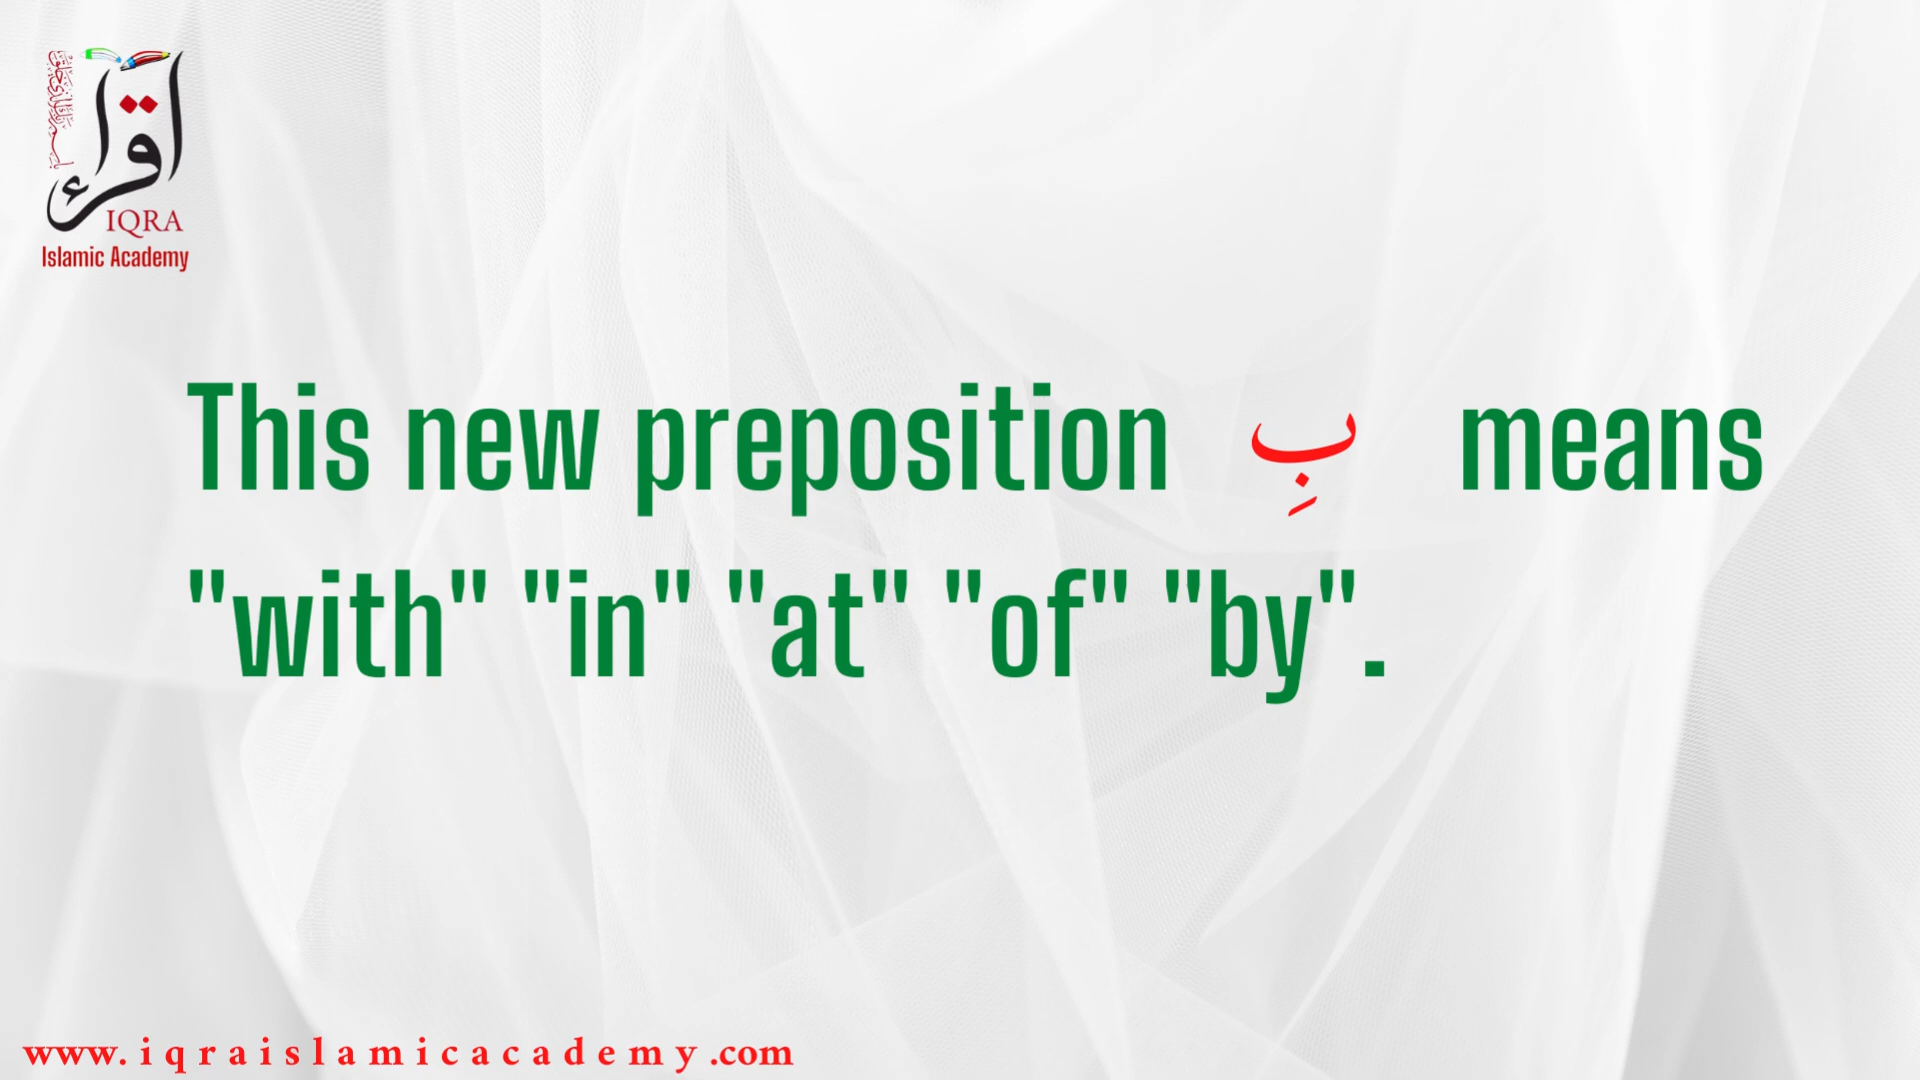 اقرأ
IQRA
Islamic Academy
This new preposition بِ means
"with" "in" "at" "of" "by".
www.iqraislamicacademy.com